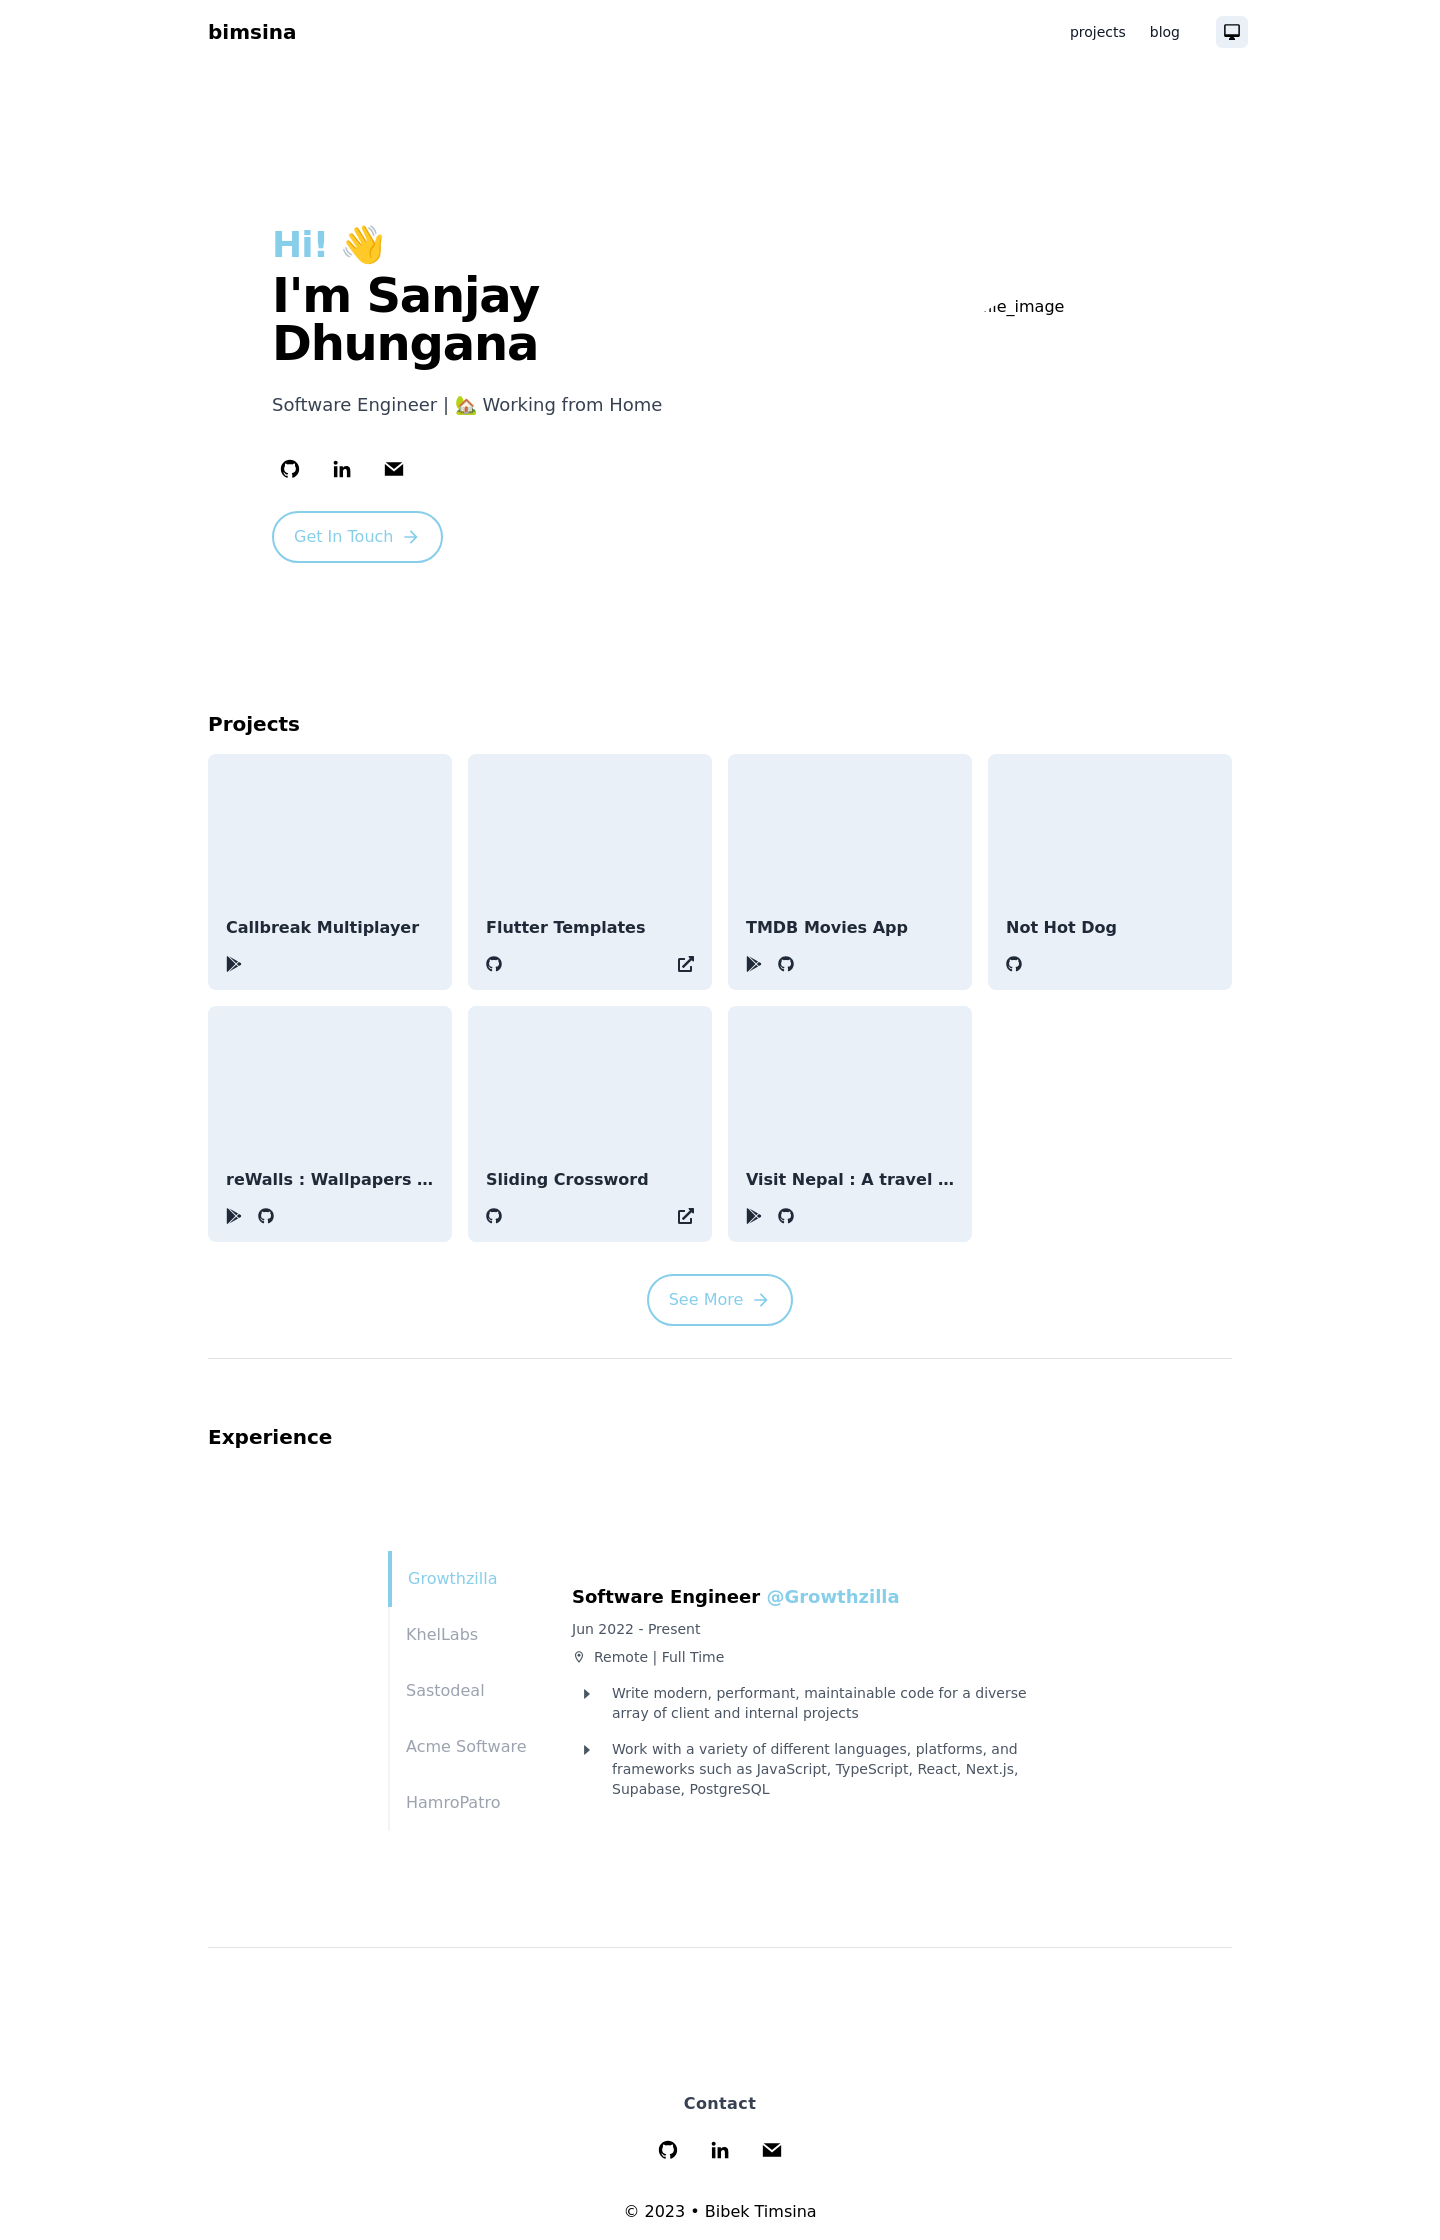 bimsina
projects
blog
Hi! 👋
I'm Sanjay
Dhungana
_image
Software Engineer | 🏡 Working from Home
Get In Touch
Projects
Callbreak Multiplayer
Flutter Templates
TMDB Movies App
Not Hot Dog
reWalls : Wallpapers …
Sliding Crossword
Visit Nepal : A travel …
See More
Experience
Growthzilla
KhelLabs
Sastodeal
Acme Software
HamroPatro
Software Engineer @Growthzilla
Jun 2022 - Present
Remote | Full Time
Write modern, performant, maintainable code for a diverse
array of client and internal projects
Work with a variety of different languages, platforms, and
frameworks such as JavaScript, TypeScript, React, Next.js,
Supabase, PostgreSQL
Contact
© 2023 • Bibek Timsina